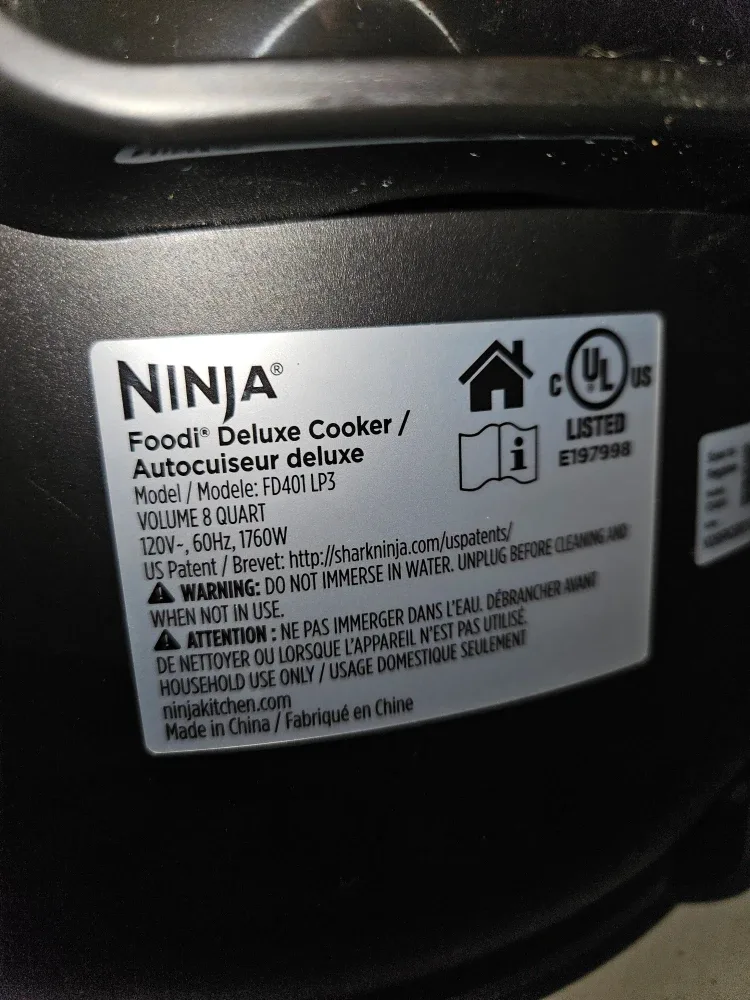 NINJA®
Foodi® Deluxe Cooker /
Autocuiseur deluxe
Model / Modele: FD401 LP3
VOLUME 8 QUART
120V~, 60Hz, 1760W
US Patent / Brevet: http://sharkninja.com/uspatents/
WARNING: DO NOT IMMERSE IN WATER. UNPLUG BEFORE CLEANING AND
WHEN NOT IN USE.
ATTENTION : NE PAS IMMERGER DANS L'EAU. DÉBRANCHER AVANT
DE NETTOYER OU LORSQUE L'APPAREIL N'EST PAS UTILISÉ.
HOUSEHOLD USE ONLY / USAGE DOMESTIQUE SEULEMENT
ninjakitchen.com
Made in China / Fabriqué en Chine
C UL® US
LISTED
E197998
i